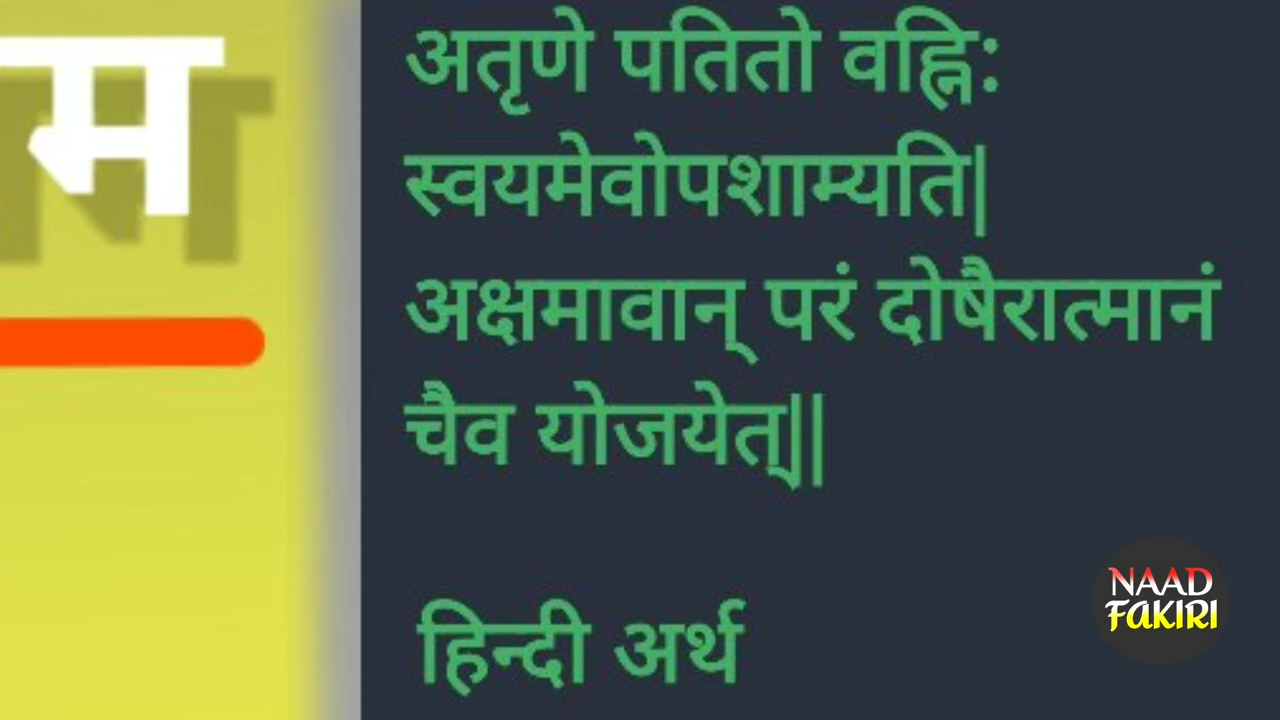 अतृणे पतितो वह्निः
स्वयमेवोपशाम्यति|
अक्षमावान् परं दोषैरात्मानं
चैव योजयेत्||
हिन्दी अर्थ
NAAD
FAKIRI